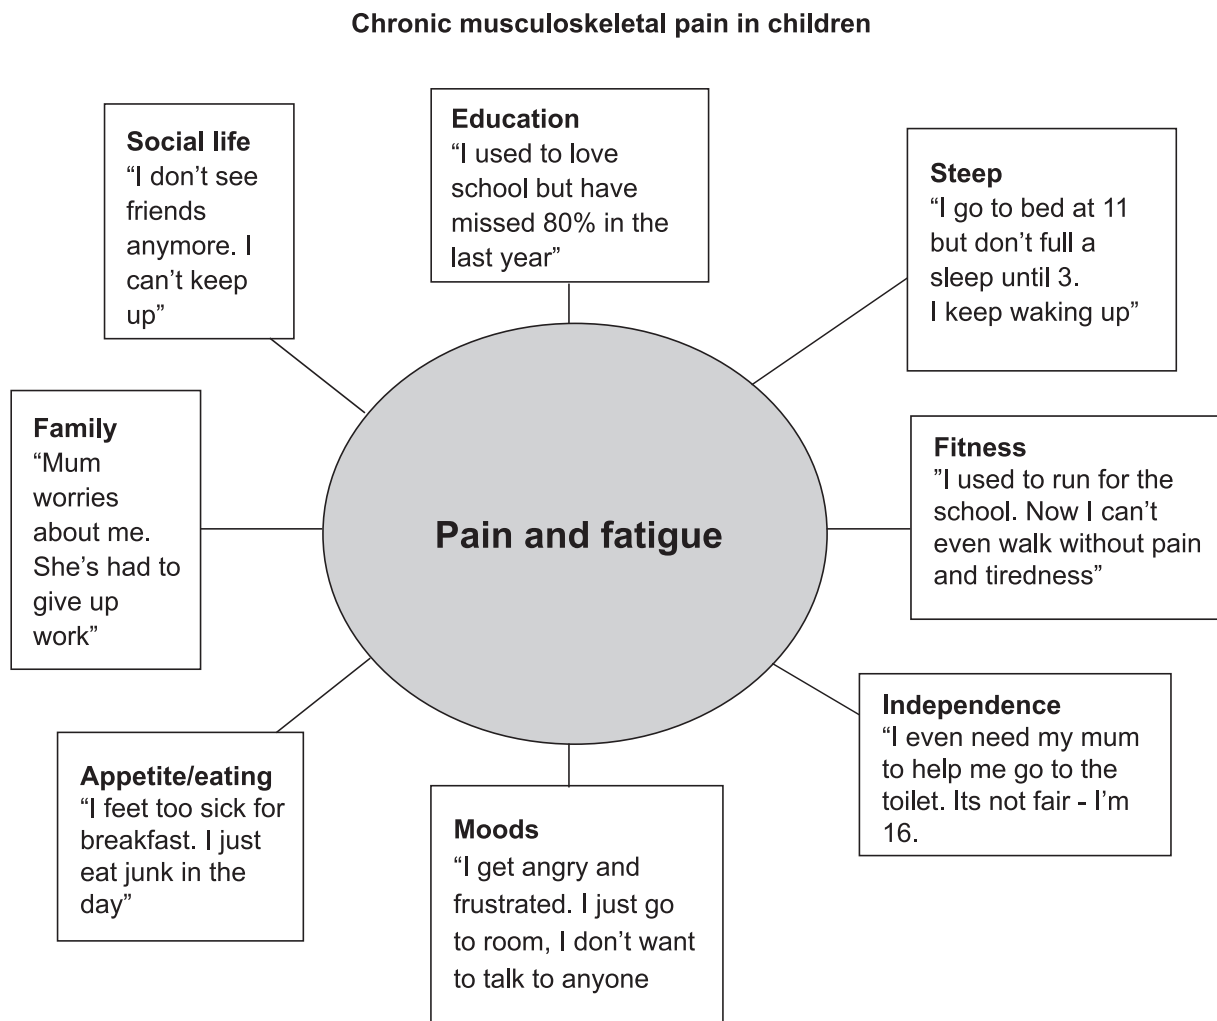 Chronic musculoskeletal pain in children
Social life
“I don’t see
friends
anymore. I
can’t keep
up”
Education
“I used to love
school but have
missed 80% in the
last year”
Steep
“I go to bed at 11
but don’t full a
sleep until 3.
I keep waking up”
Family
“Mum
worries
about me.
She’s had to
give up
work”
Pain and fatigue
Fitness
”I used to run for the
school. Now I can’t
even walk without pain
and tiredness”
Appetite/eating
“I feet too sick for
breakfast. I just
eat junk in the
day”
Moods
“I get angry and
frustrated. I just go
to room, I don’t want
to talk to anyone
Independence
“I even need my mum
to help me go to the
toilet. Its not fair - I’m
16.